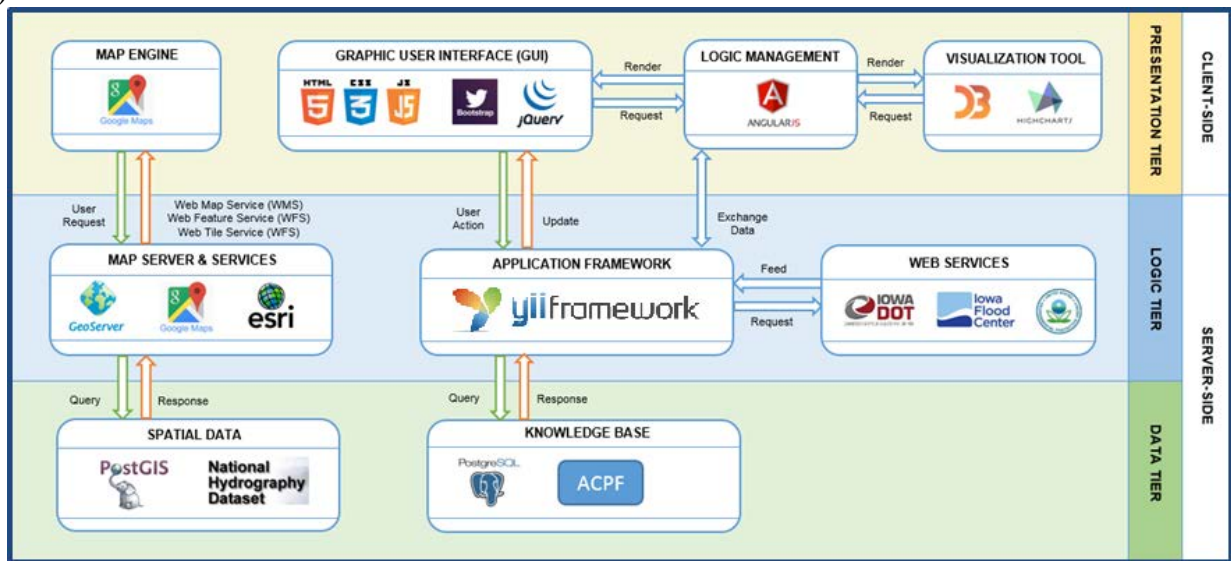 MAP ENGINE
Google Maps
GRAPHIC USER INTERFACE (GUI)
HTML
5
CSS
3
JS
JS
Bootstrap
jQuery
Render
Request
LOGIC MANAGEMENT
ANGULARJS
Render
Request
VISUALIZATION TOOL
HIGHCHARTS
PRESENTATION TIER
CLIENT-SIDE
User
Request
Web Map Service (WMS)
Web Feature Service (WFS)
Web Tile Service (WFS)
User
Action
Update
Exchange
Data
MAP SERVER & SERVICES
GeoServer
Google Maps
esri
APPLICATION FRAMEWORK
yiiframework
Feed
Request
WEB SERVICES
IOWA
DOT
Iowa
Flood
Center
LOGIC TIER
SERVER-SIDE
Query
Response
Query
Response
SPATIAL DATA
PostGIS
National
Hydrography
Dataset
KNOWLEDGE BASE
PostgreSQL
ACPF
DATA TIER